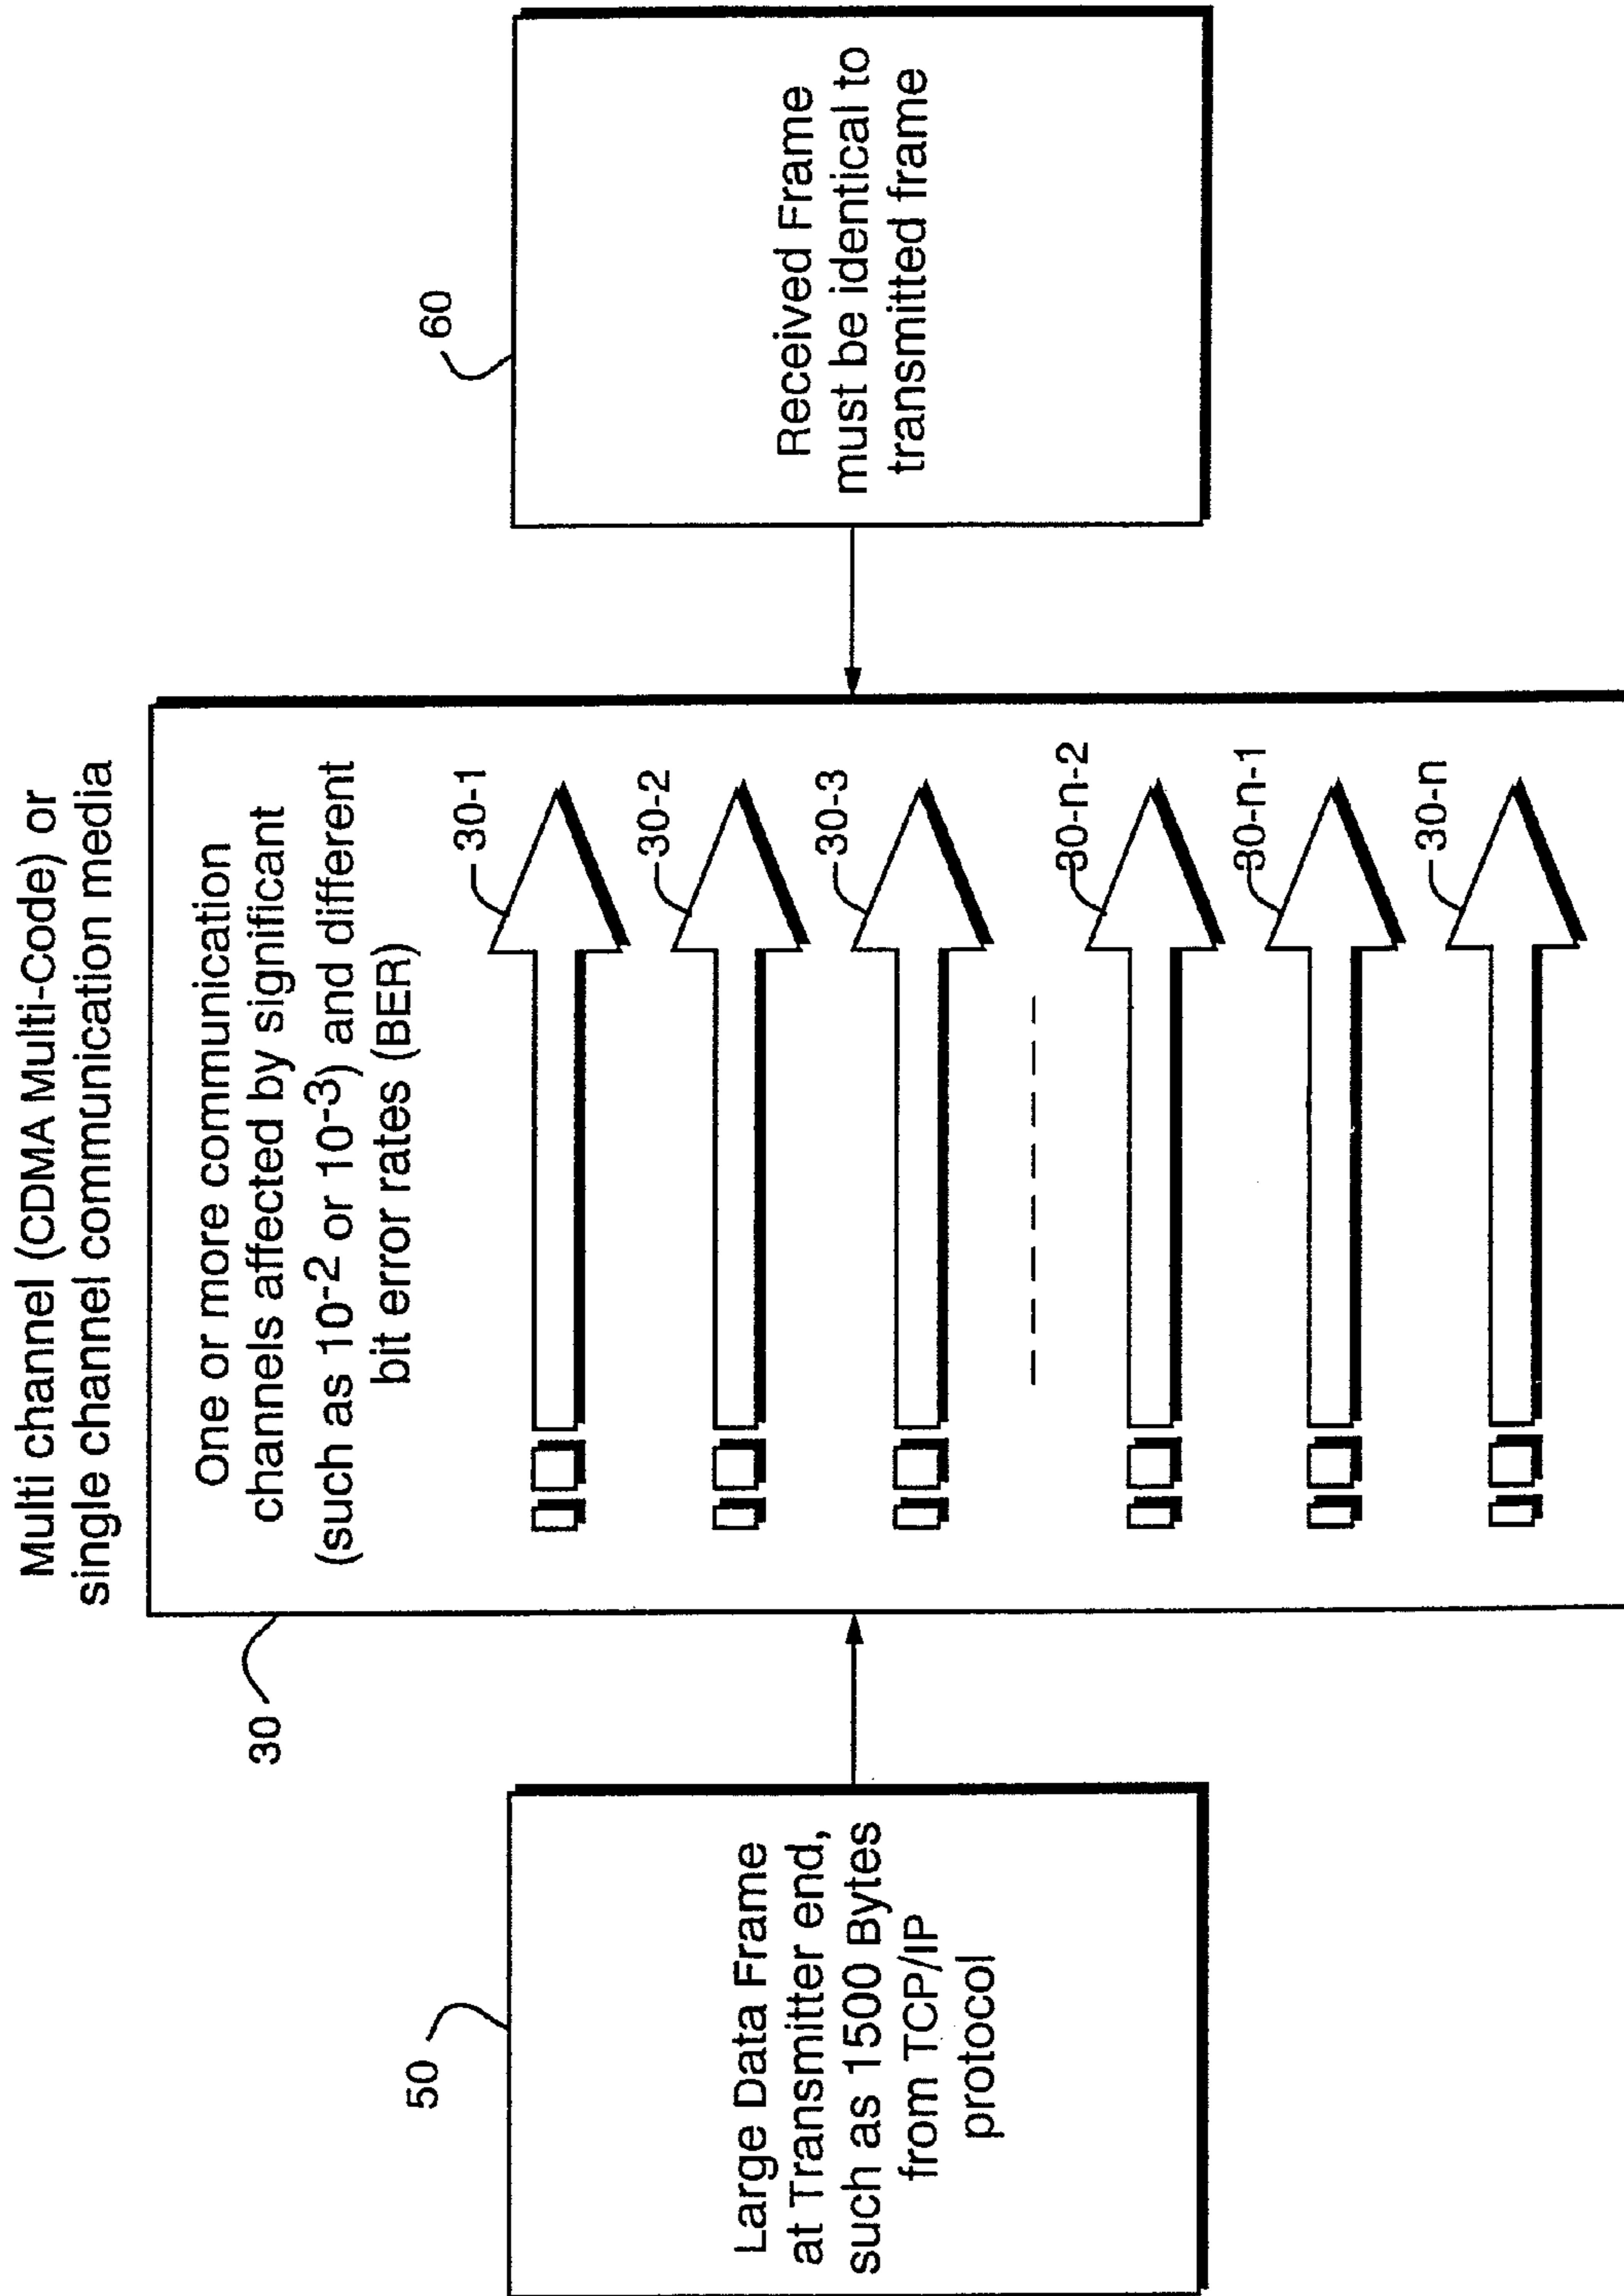 Multi channel (CDMA Multi-Code) or
single channel communication media
30
One or more communication
channels affected by significant
(such as 10-2 or 10-3) and different
bit error rates (BER)
30-1
30-2
30-3
30-n-2
30-n-1
30-n
50
Large Data Frame
at Transmitter end,
such as 1500 Bytes
from TCP/IP
protocol
60
Received Frame
must be identical to
transmitted frame